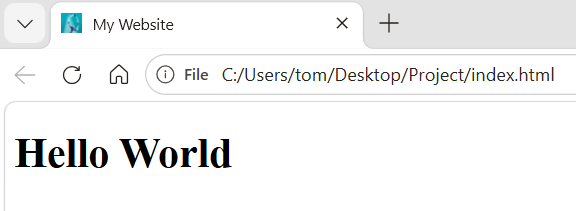 My Website
File C:/Users/tom/Desktop/Project/index.html
Hello World